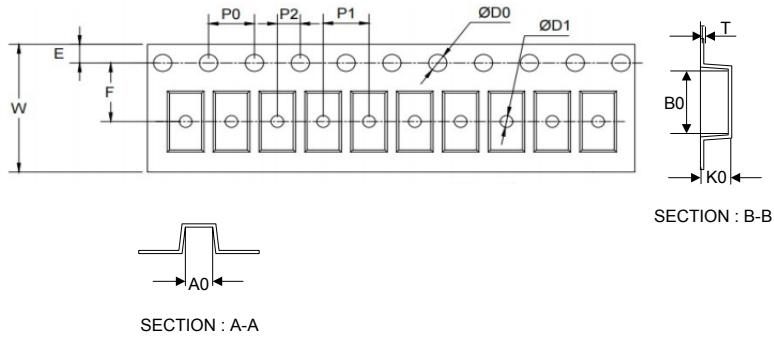 P0 P2 P1 ØD0 ØD1
E
F
W
T
B0
K0
SECTION : B-B
A0
SECTION : A-A